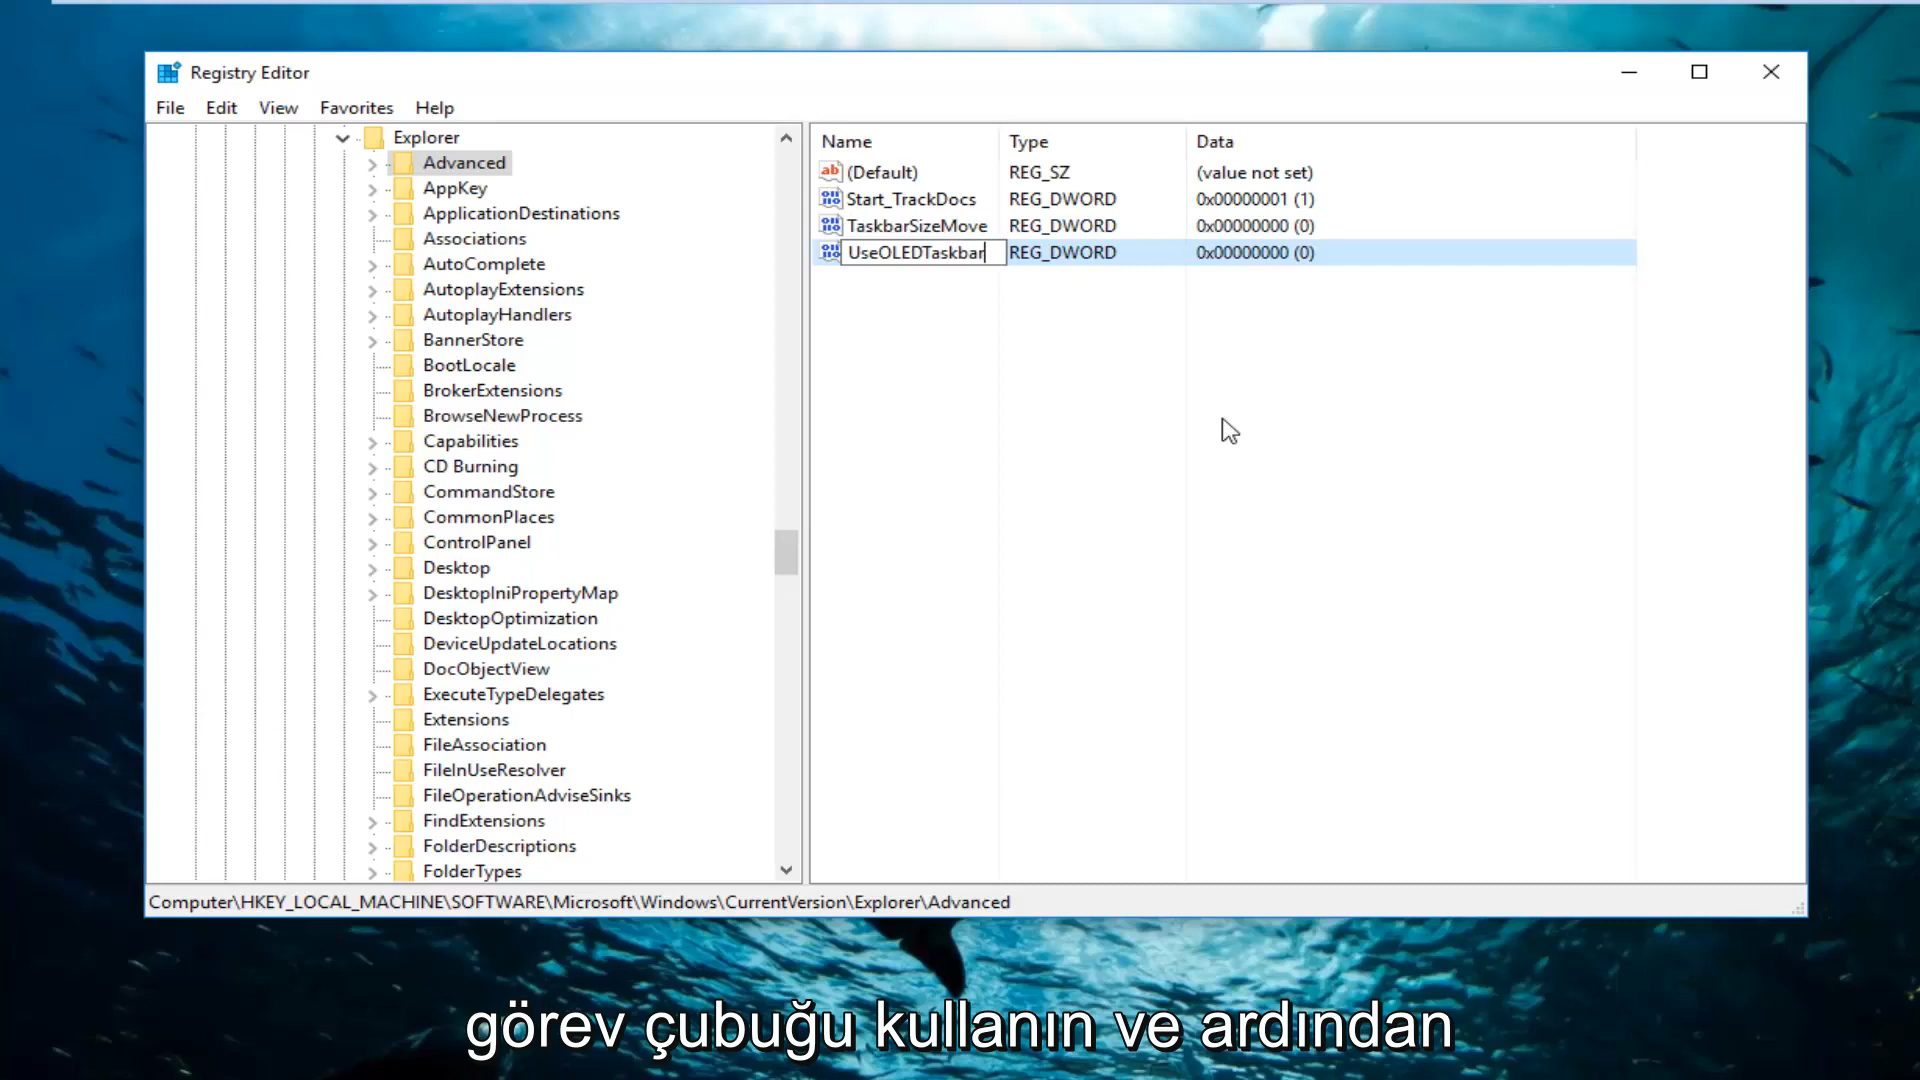 Registry Editor
File Edit View Favorites Help
Explorer
Advanced
AppKey
ApplicationDestinations
Associations
AutoComplete
AutoplayExtensions
AutoplayHandlers
BannerStore
BootLocale
BrokerExtensions
BrowseNewProcess
Capabilities
CD Burning
CommandStore
CommonPlaces
ControlPanel
Desktop
DesktopIniPropertyMap
DesktopOptimization
DeviceUpdateLocations
DocObjectView
ExecuteTypeDelegates
Extensions
FileAssociation
FileInUseResolver
FileOperationAdviseSinks
FindExtensions
FolderDescriptions
FolderTypes
Name Type Data
(Default) REG_SZ (value not set)
Start_TrackDocs REG_DWORD 0x00000001 (1)
TaskbarSizeMove REG_DWORD 0x00000000 (0)
UseOLEDTaskbar REG_DWORD 0x00000000 (0)
Computer\HKEY_LOCAL_MACHINE\SOFTWARE\Microsoft\Windows\CurrentVersion\Explorer\Advanced
görev çubuğu kullanın ve ardından